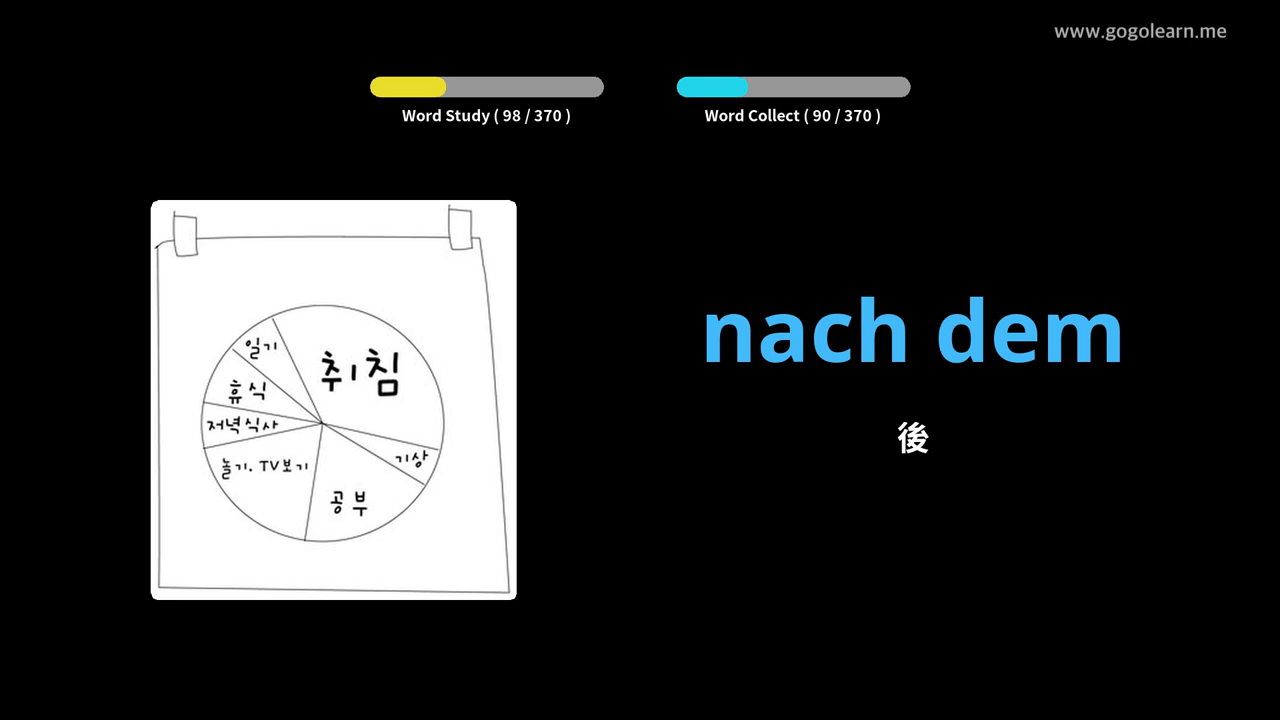 www.gogolearn.me
Word Study ( 98 / 370 )
Word Collect ( 90 / 370 )
일기
취침
휴식
저녁식사
놀기. TV보기
기상
공부
nach dem
後